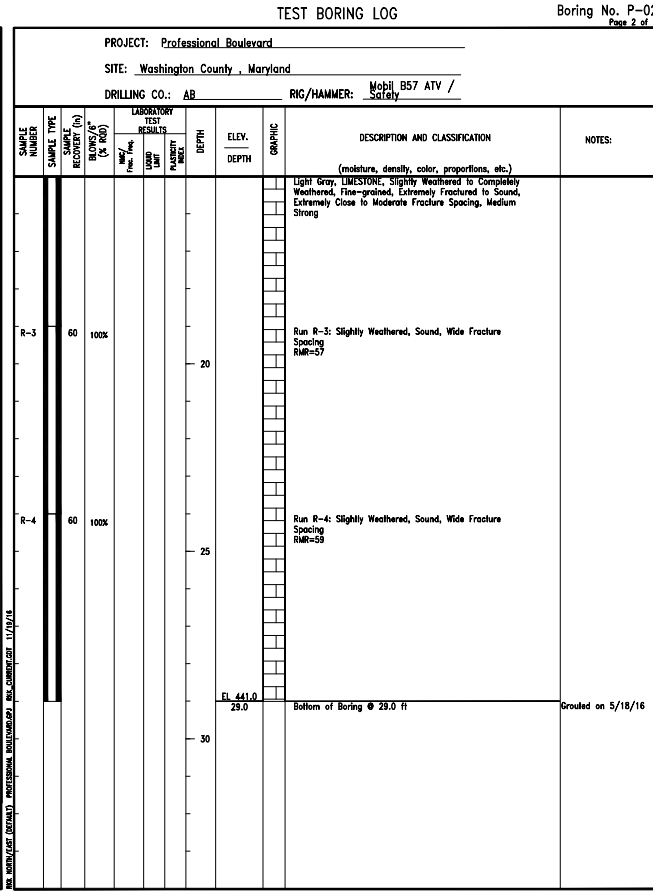 TEST BORING LOG
Boring No. P-02
Page 2 of
PROJECT: Professional Boulevard
SITE: Washington County , Maryland
DRILLING CO.: AB
RIG/HAMMER: Mobil B57 ATV /
Safety
SAMPLE
NUMBER
SAMPLE TYPE
SAMPLE
RECOVERY (in)
BLOWS/6"
(% RQD)
LABORATORY
TEST
RESULTS
NMC/
Frac. Freq.
LIQUID
LIMIT
PLASTICITY
INDEX
DEPTH
ELEV.
DEPTH
GRAPHIC
DESCRIPTION AND CLASSIFICATION
(moisture, density, color, proportions, etc.)
NOTES:
Light Gray, LIMESTONE, Slightly Weathered to Completely
Weathered, Fine-grained, Extremely Fractured to Sound,
Extremely Close to Moderate Fracture Spacing, Medium
Strong
R-3
60
100%
Run R-3: Slightly Weathered, Sound, Wide Fracture
Spacing
RMR=57
20
R-4
60
100%
Run R-4: Slightly Weathered, Sound, Wide Fracture
Spacing
RMR=59
25
EL 441.0
29.0
Bottom of Boring @ 29.0 ft
Grouted on 5/18/16
30
RKK NORTH/EAST (DEFAULT) PROFESSIONAL BOULEVARD.GPJ RKK_CURRENT.GDT 11/19/16